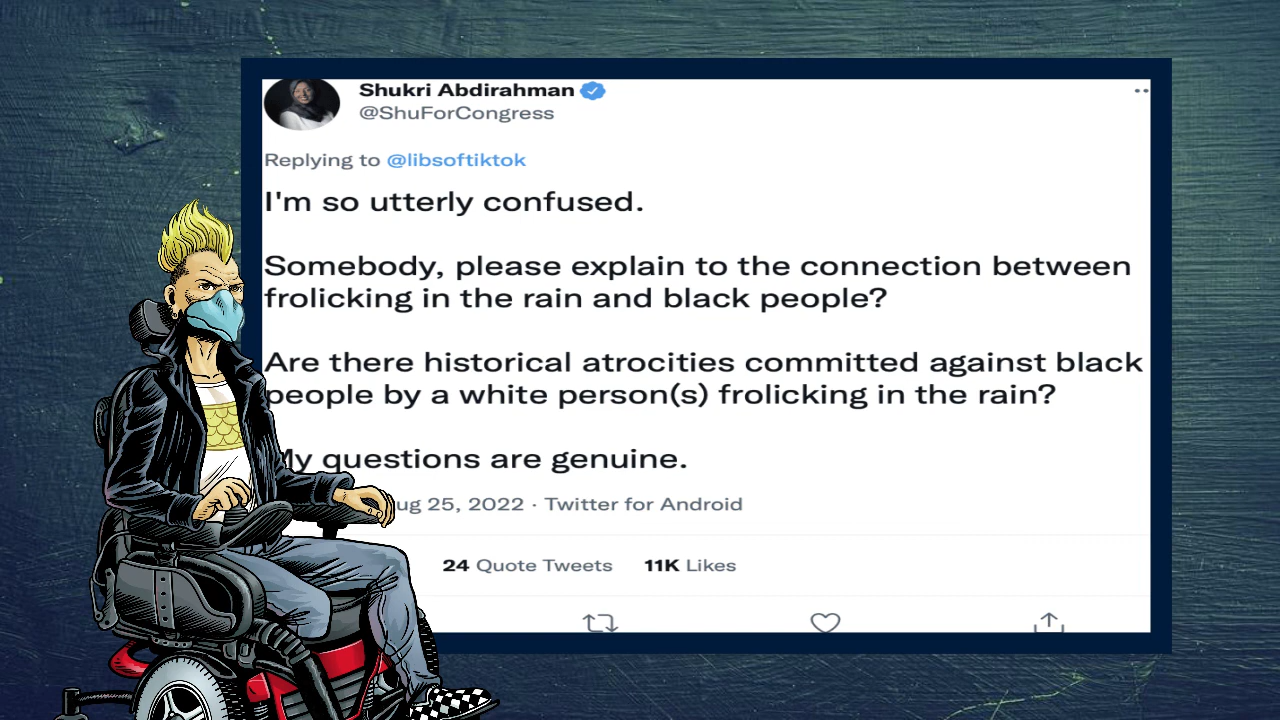 Shukri Abdirahman
@ShuForCongress
Replying to @libsoftiktok
I'm so utterly confused.
Somebody, please explain to the connection between
frolicking in the rain and black people?
Are there historical atrocities committed against black
people by a white person(s) frolicking in the rain?
My questions are genuine.
25, 2022 · Twitter for Android
24 Quote Tweets 11K Likes